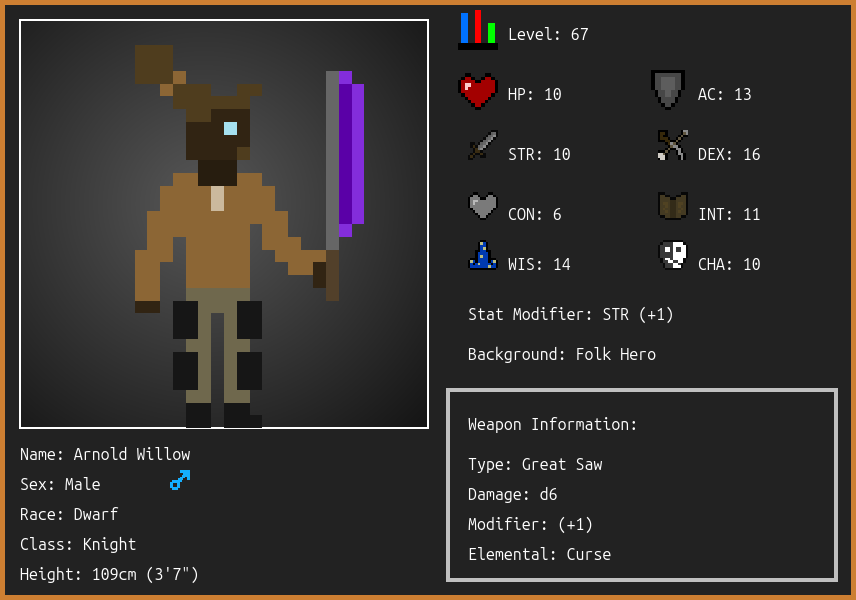 Level: 67
HP: 10
AC: 13
STR: 10
DEX: 16
CON: 6
INT: 11
WIS: 14
CHA: 10
Stat Modifier: STR (+1)
Background: Folk Hero
Weapon Information:
Type: Great Saw
Damage: d6
Modifier: (+1)
Elemental: Curse
Name: Arnold Willow
Sex: Male
Race: Dwarf
Class: Knight
Height: 109cm (3'7")